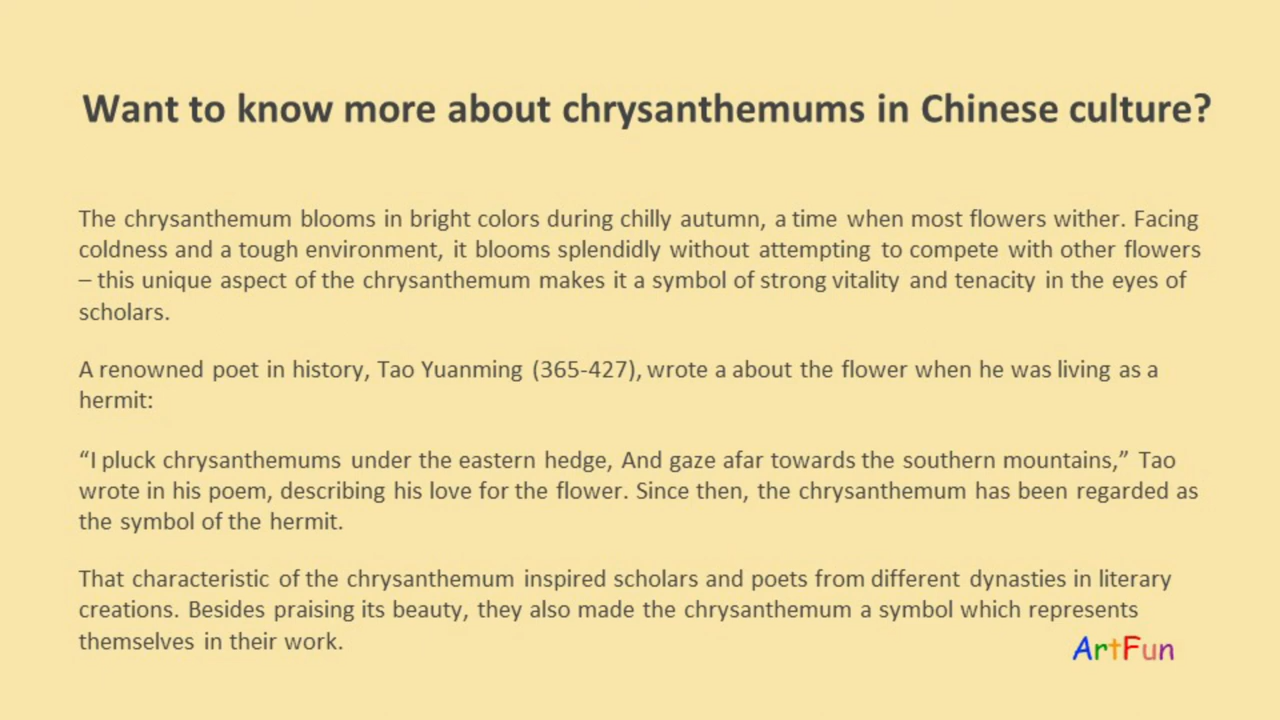 Want to know more about chrysanthemums in Chinese culture?
The chrysanthemum blooms in bright colors during chilly autumn, a time when most flowers wither. Facing
coldness and a tough environment, it blooms splendidly without attempting to compete with other flowers
– this unique aspect of the chrysanthemum makes it a symbol of strong vitality and tenacity in the eyes of
scholars.
A renowned poet in history, Tao Yuanming (365-427), wrote a about the flower when he was living as a
hermit:
“I pluck chrysanthemums under the eastern hedge, And gaze afar towards the southern mountains,” Tao
wrote in his poem, describing his love for the flower. Since then, the chrysanthemum has been regarded as
the symbol of the hermit.
That characteristic of the chrysanthemum inspired scholars and poets from different dynasties in literary
creations. Besides praising its beauty, they also made the chrysanthemum a symbol which represents
themselves in their work.
ArtFun